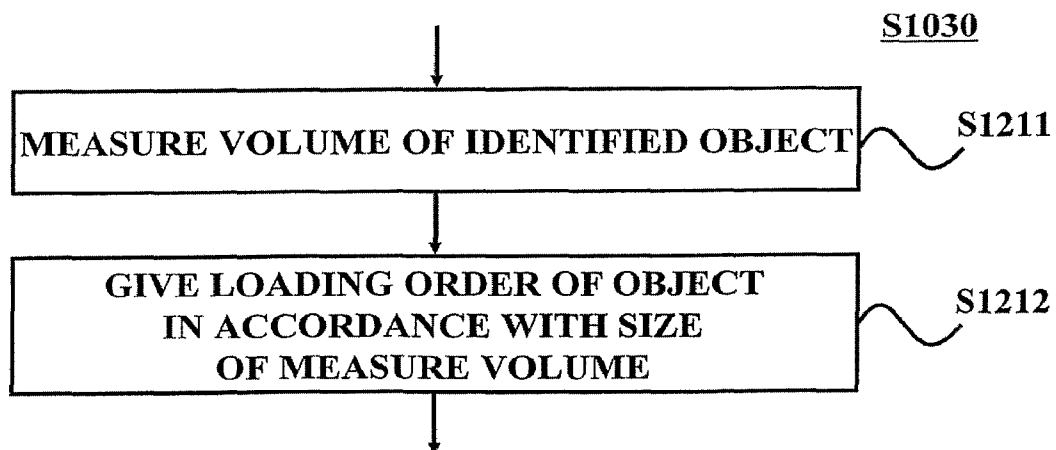 S1030
MEASURE VOLUME OF IDENTIFIED OBJECT
S1211
GIVE LOADING ORDER OF OBJECT
IN ACCORDANCE WITH SIZE
OF MEASURE VOLUME
S1212